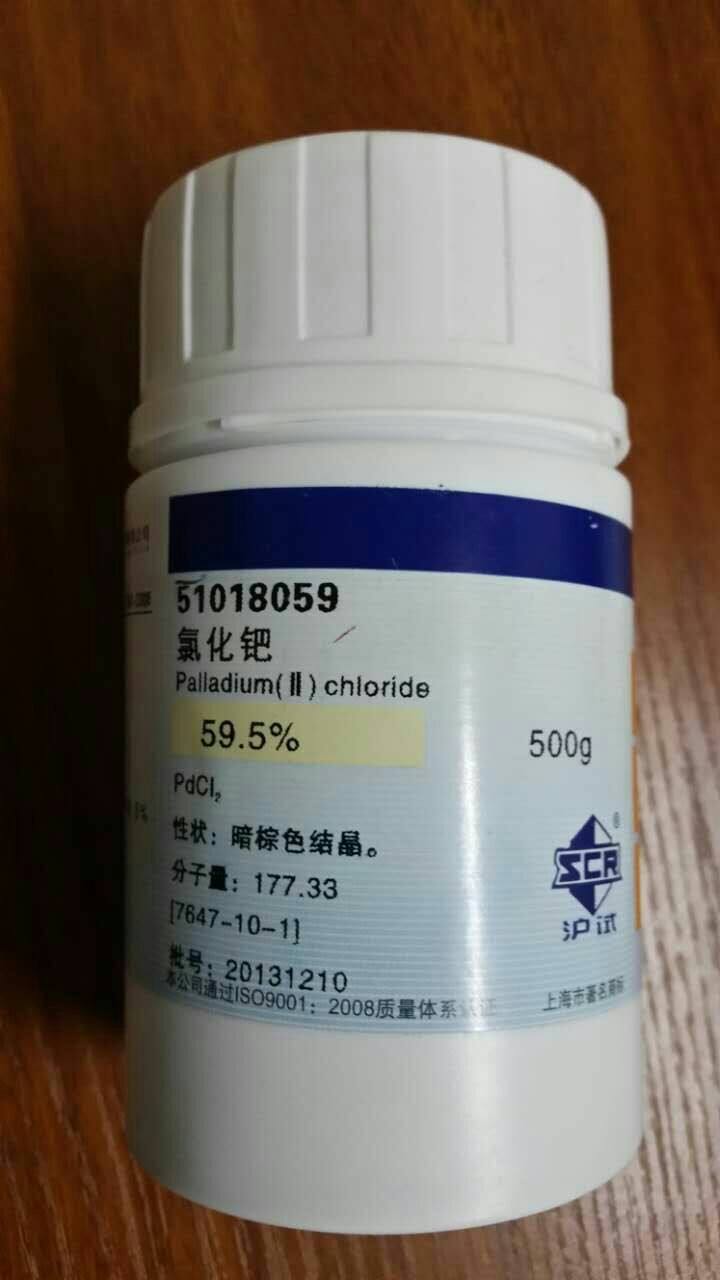 51018059
氯化钯
Palladium(Ⅱ) chloride
59.5%
500g
PdCl₂
性状：暗棕色结晶。
分子量：177.33
[7647-10-1]
批号：20131210
本公司通过ISO9001：2008质量体系认证
SCR®
沪试
上海市著名商标